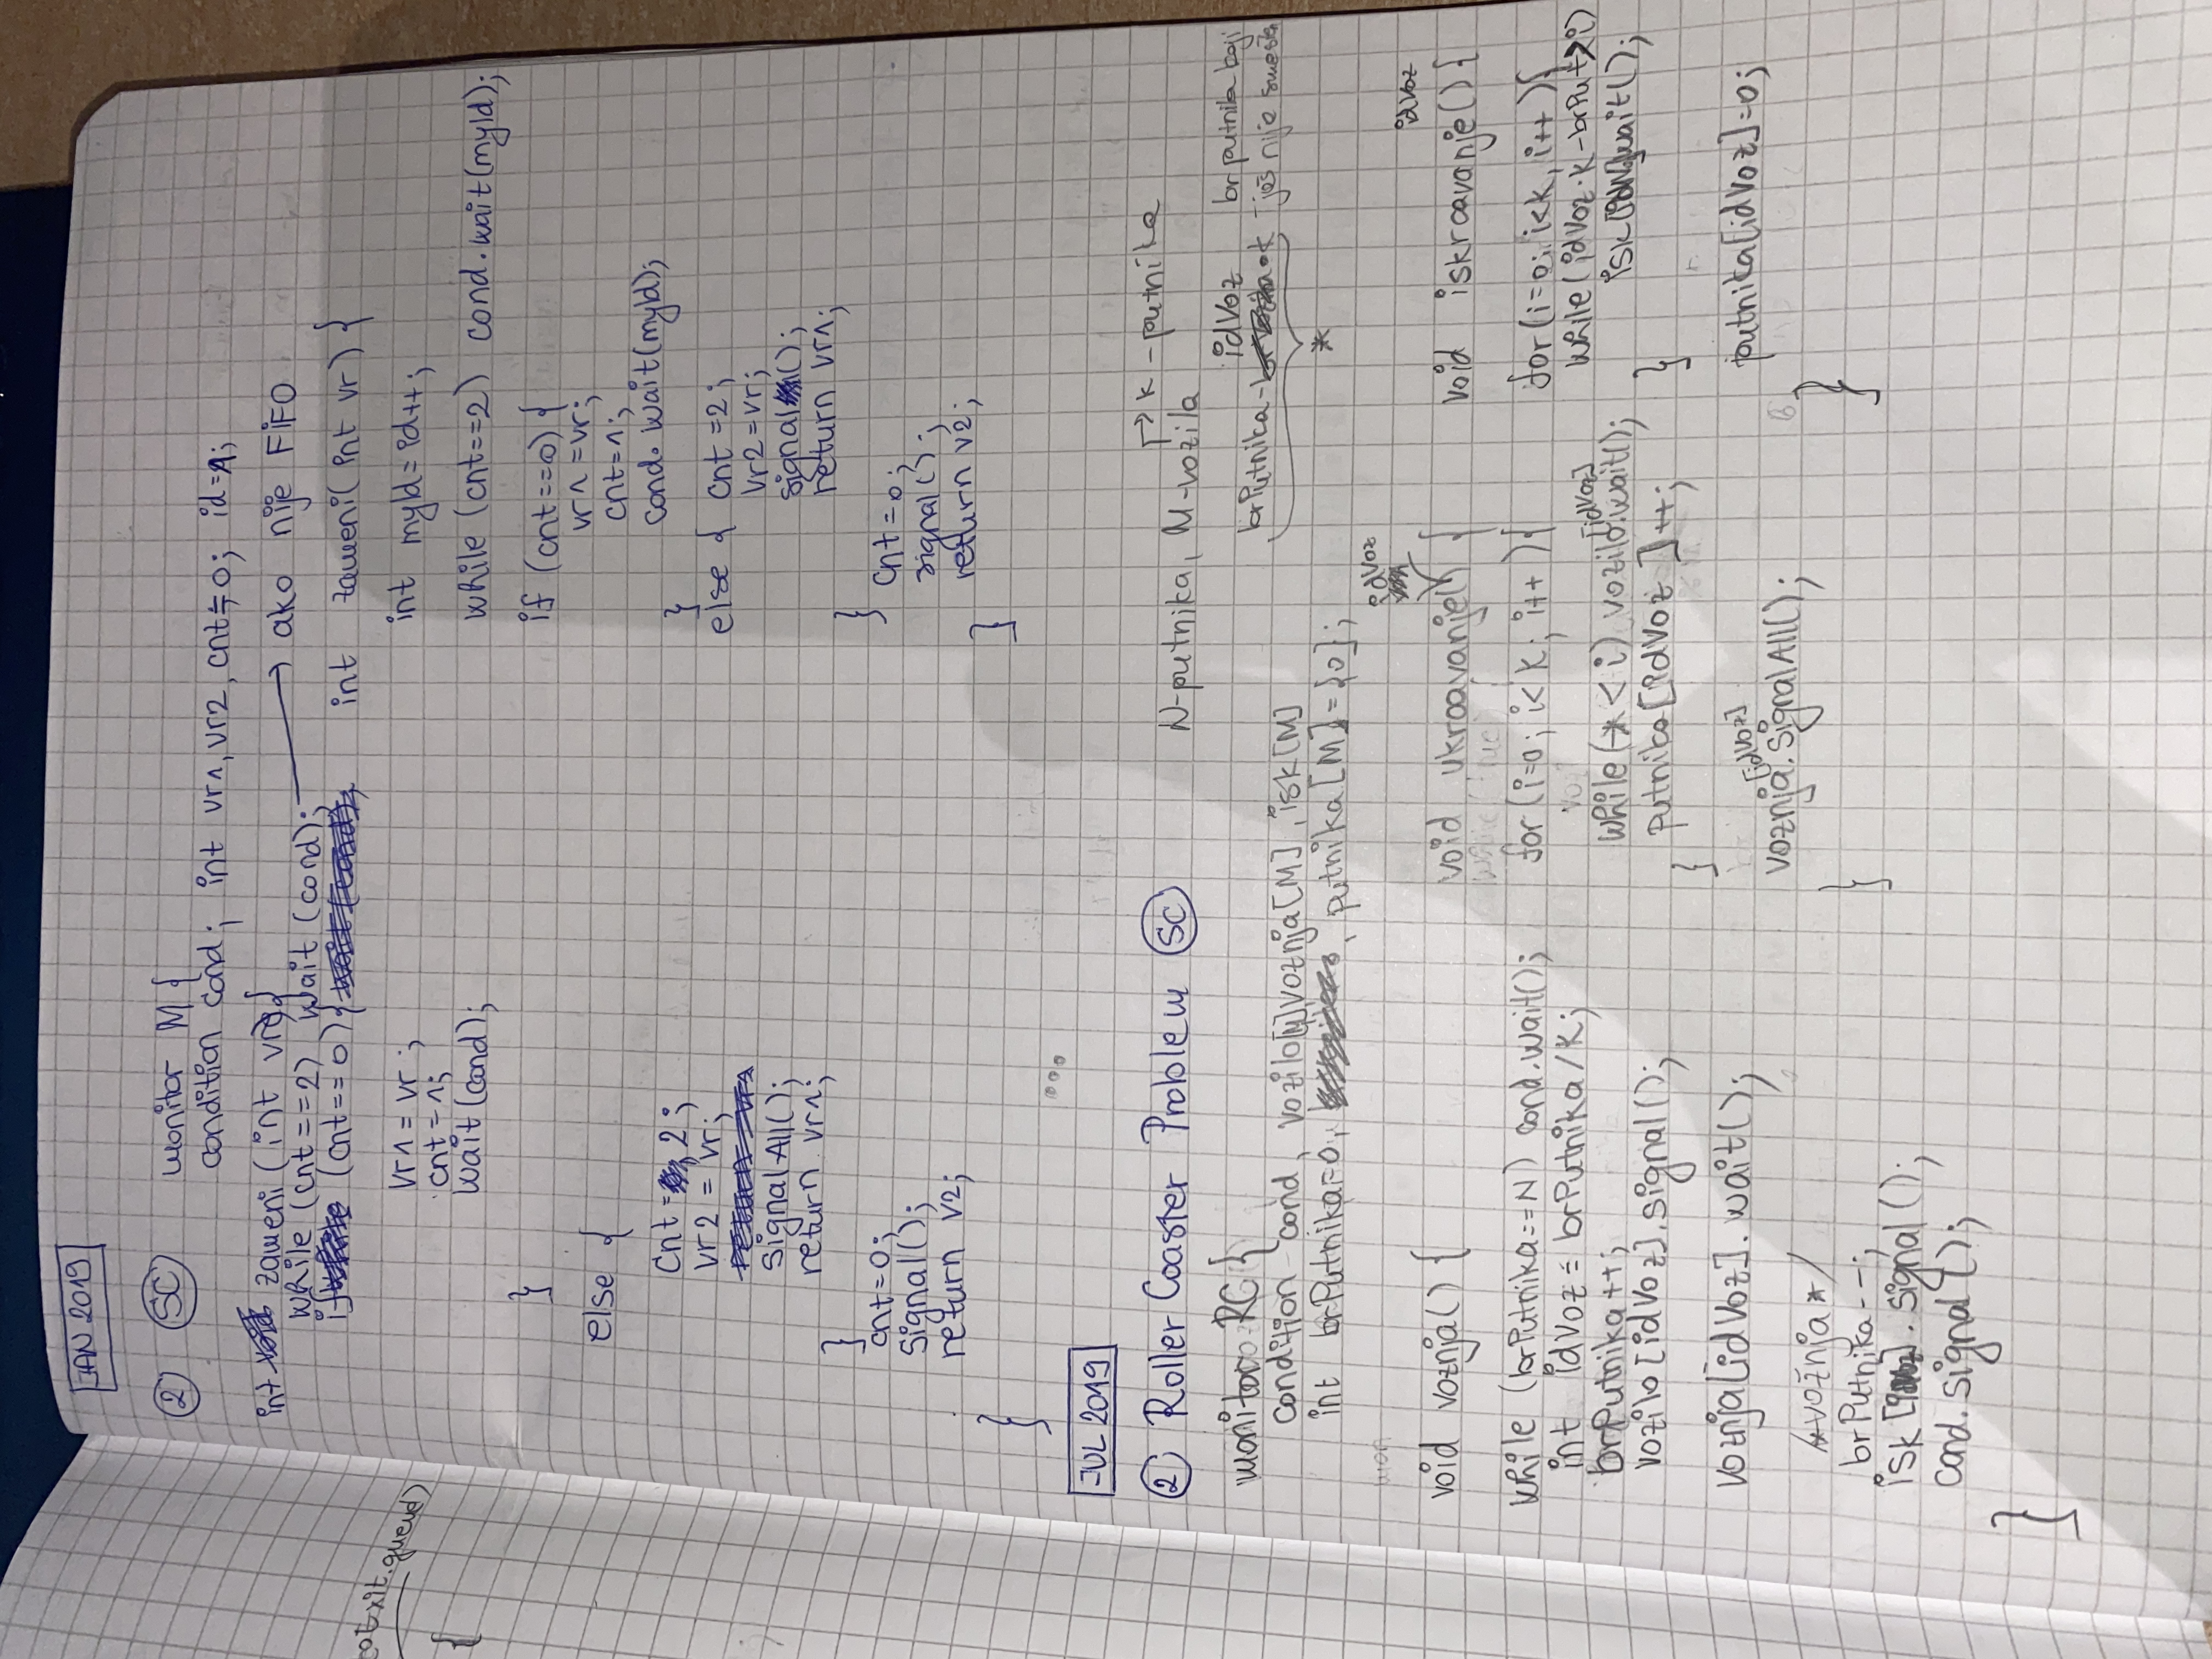 JAN 2019
② SC monitor M {
condition cond; int vr1, vr2, cnt=0; id=1;
int zameni (int vr) {
while (cnt==2) wait (cond); → ako nije FIFO
if (cnt==0) {
vr1 = vr;
cnt = 1;
wait (cond);
}
else {
cnt = 2;
vr2 = vr;
signalAll();
return vr1;
}
cnt=0;
signal();
return v2;
}
int zameni( int vr) {
int myId = id++;
while (cnt==2) cond.wait(myId);
if (cnt==0) {
vr1 = vr;
cnt=1;
cond.wait(myId);
}
else { cnt =2;
vr2=vr;
signal();
return vr1;
}
cnt=0;
signal();
return v2;
}
{
JUL 2019
② Roller Coaster Problem SC
N-putnika, M-vozila → K-putnika
monitor RC {
condition cond, vozilo[M], voznja[M], isk[M]
int brPutnika=0, putnika[M]={0};
brPutnika - idVoz • K br putnika koji
još nije
*
void voznja() {
while (brPutnika==N) cond.wait();
int idVoz = brPutnika/K;
brPutnika++;
vozilo[idVoz].signal();
voznja[idVoz].wait();
/*vožnja*/
brPutnika--;
isk[idVoz].signal();
cond.signal();
}
void ukrcavanje(idVoz) {
for (i=0; i<K; i++) {
while (* < i) vozilo[idVoz].wait();
putnika[idVoz]++;
}
voznja[idVoz].signalAll();
}
void iskrcavanje(idVoz) {
for (i=0; i<K, i++) {
while (idVoz·K-brPut>i)
isk[idVoz]wait();
}
putnika[idVoz]=0;
}